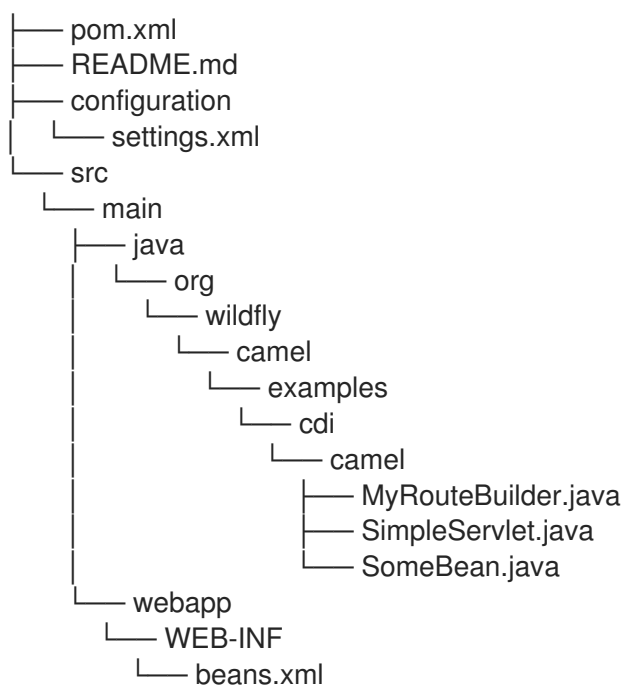 ├── pom.xml
├── README.md
├── configuration
│   └── settings.xml
└── src
    └── main
        ├── java
        │   └── org
        │       └── wildfly
        │           └── camel
        │               └── examples
        │                   └── cdi
        │                       └── camel
        │                           ├── MyRouteBuilder.java
        │                           ├── SimpleServlet.java
        │                           └── SomeBean.java
        └── webapp
            └── WEB-INF
                └── beans.xml